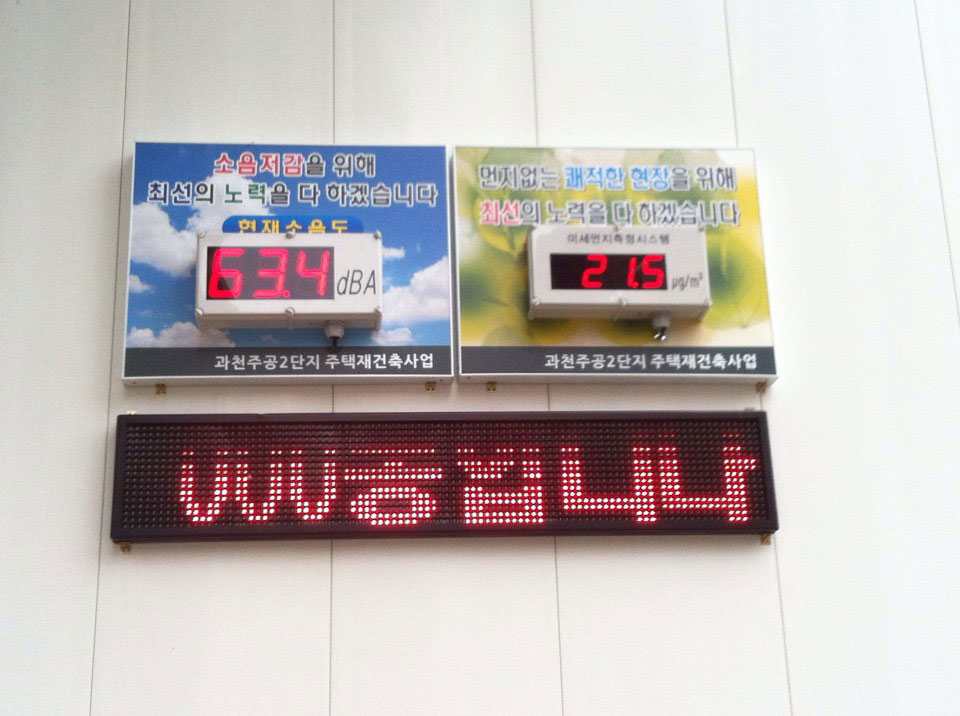 소음저감을 위해
최선의 노력을 다 하겠습니다
현재소음도
63.4 dBA
과천주공2단지 주택재건축사업
먼지없는 쾌적한 현장을 위해
최선의 노력을 다 하겠습니다
미세먼지측정시스템
21.5 µg/m³
과천주공2단지 주택재건축사업